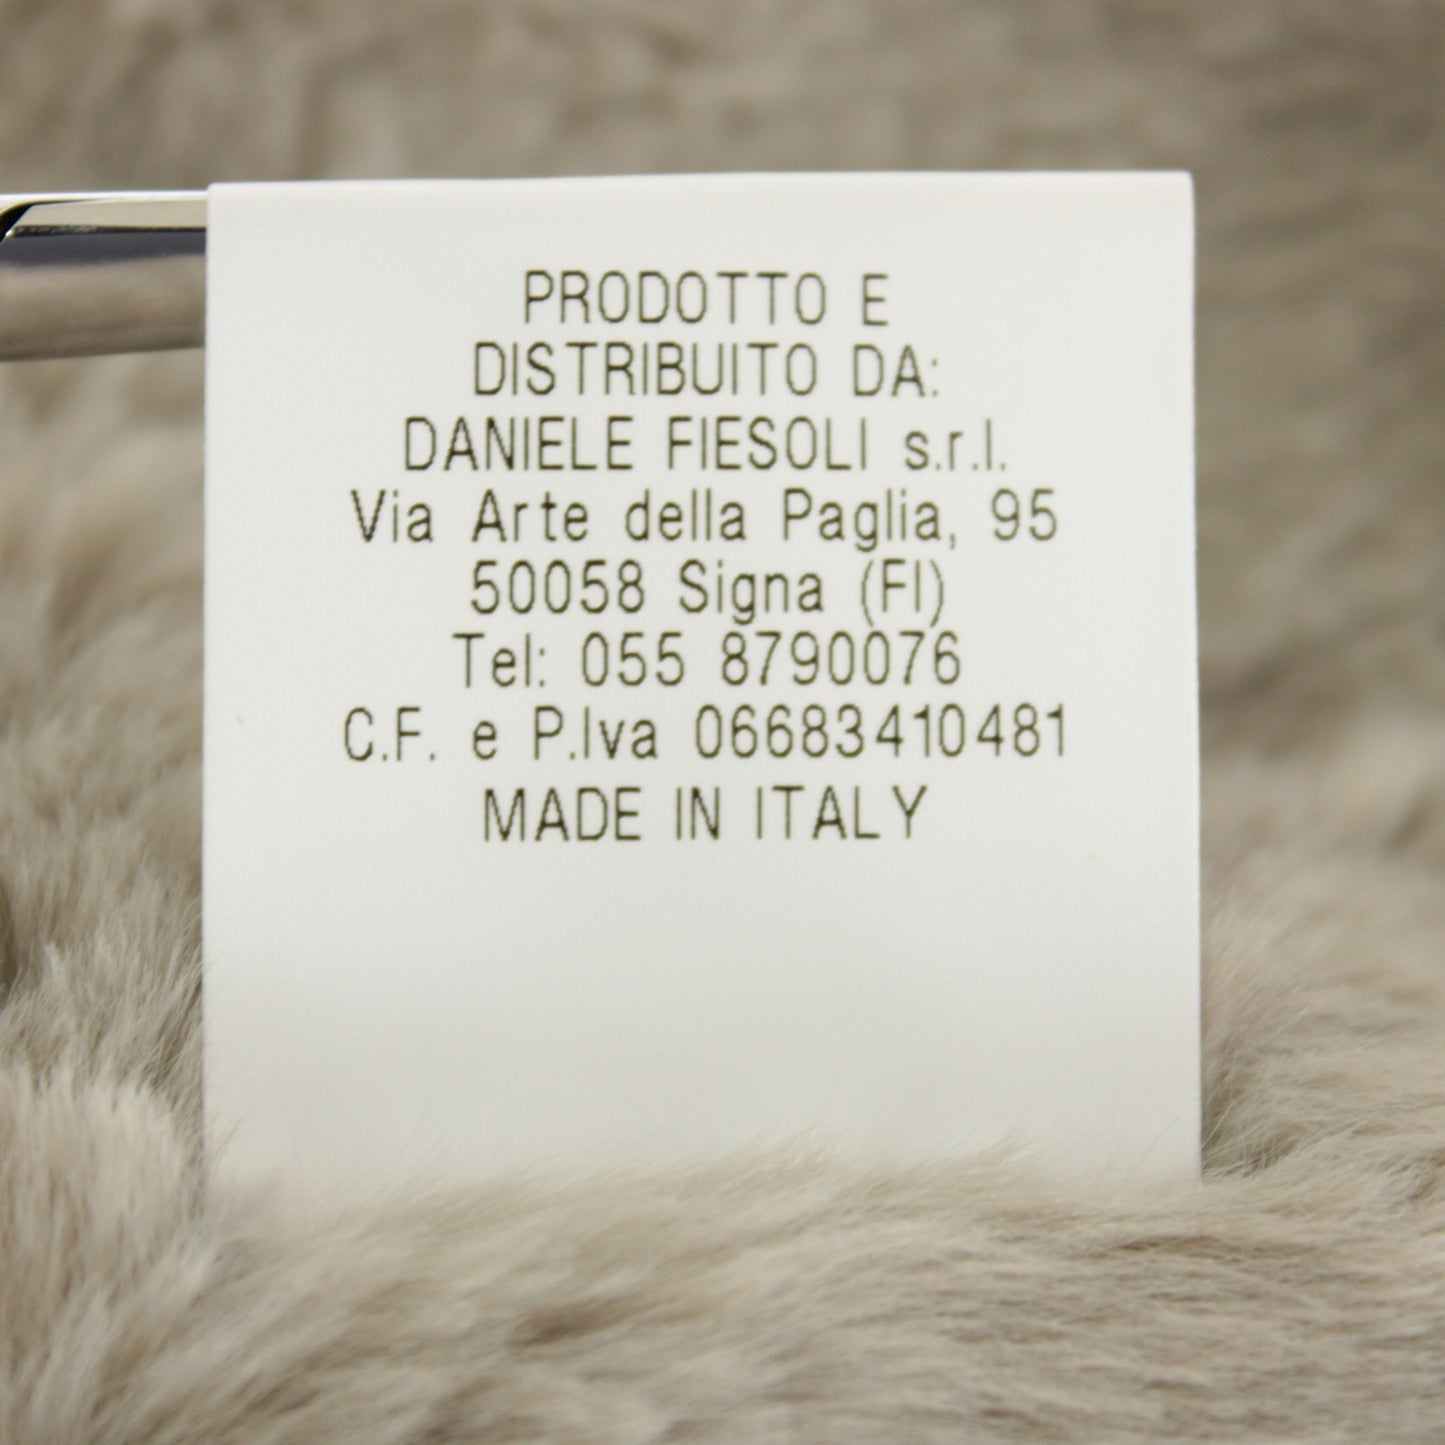 PRODOTTO E
DISTRIBUITO DA:
DANIELE FIESOLI s.r.l.
Via Arte della Paglia, 95
50058 Signa (FI)
Tel: 055 8790076
C.F. e P.Iva 06683410481
MADE IN ITALY